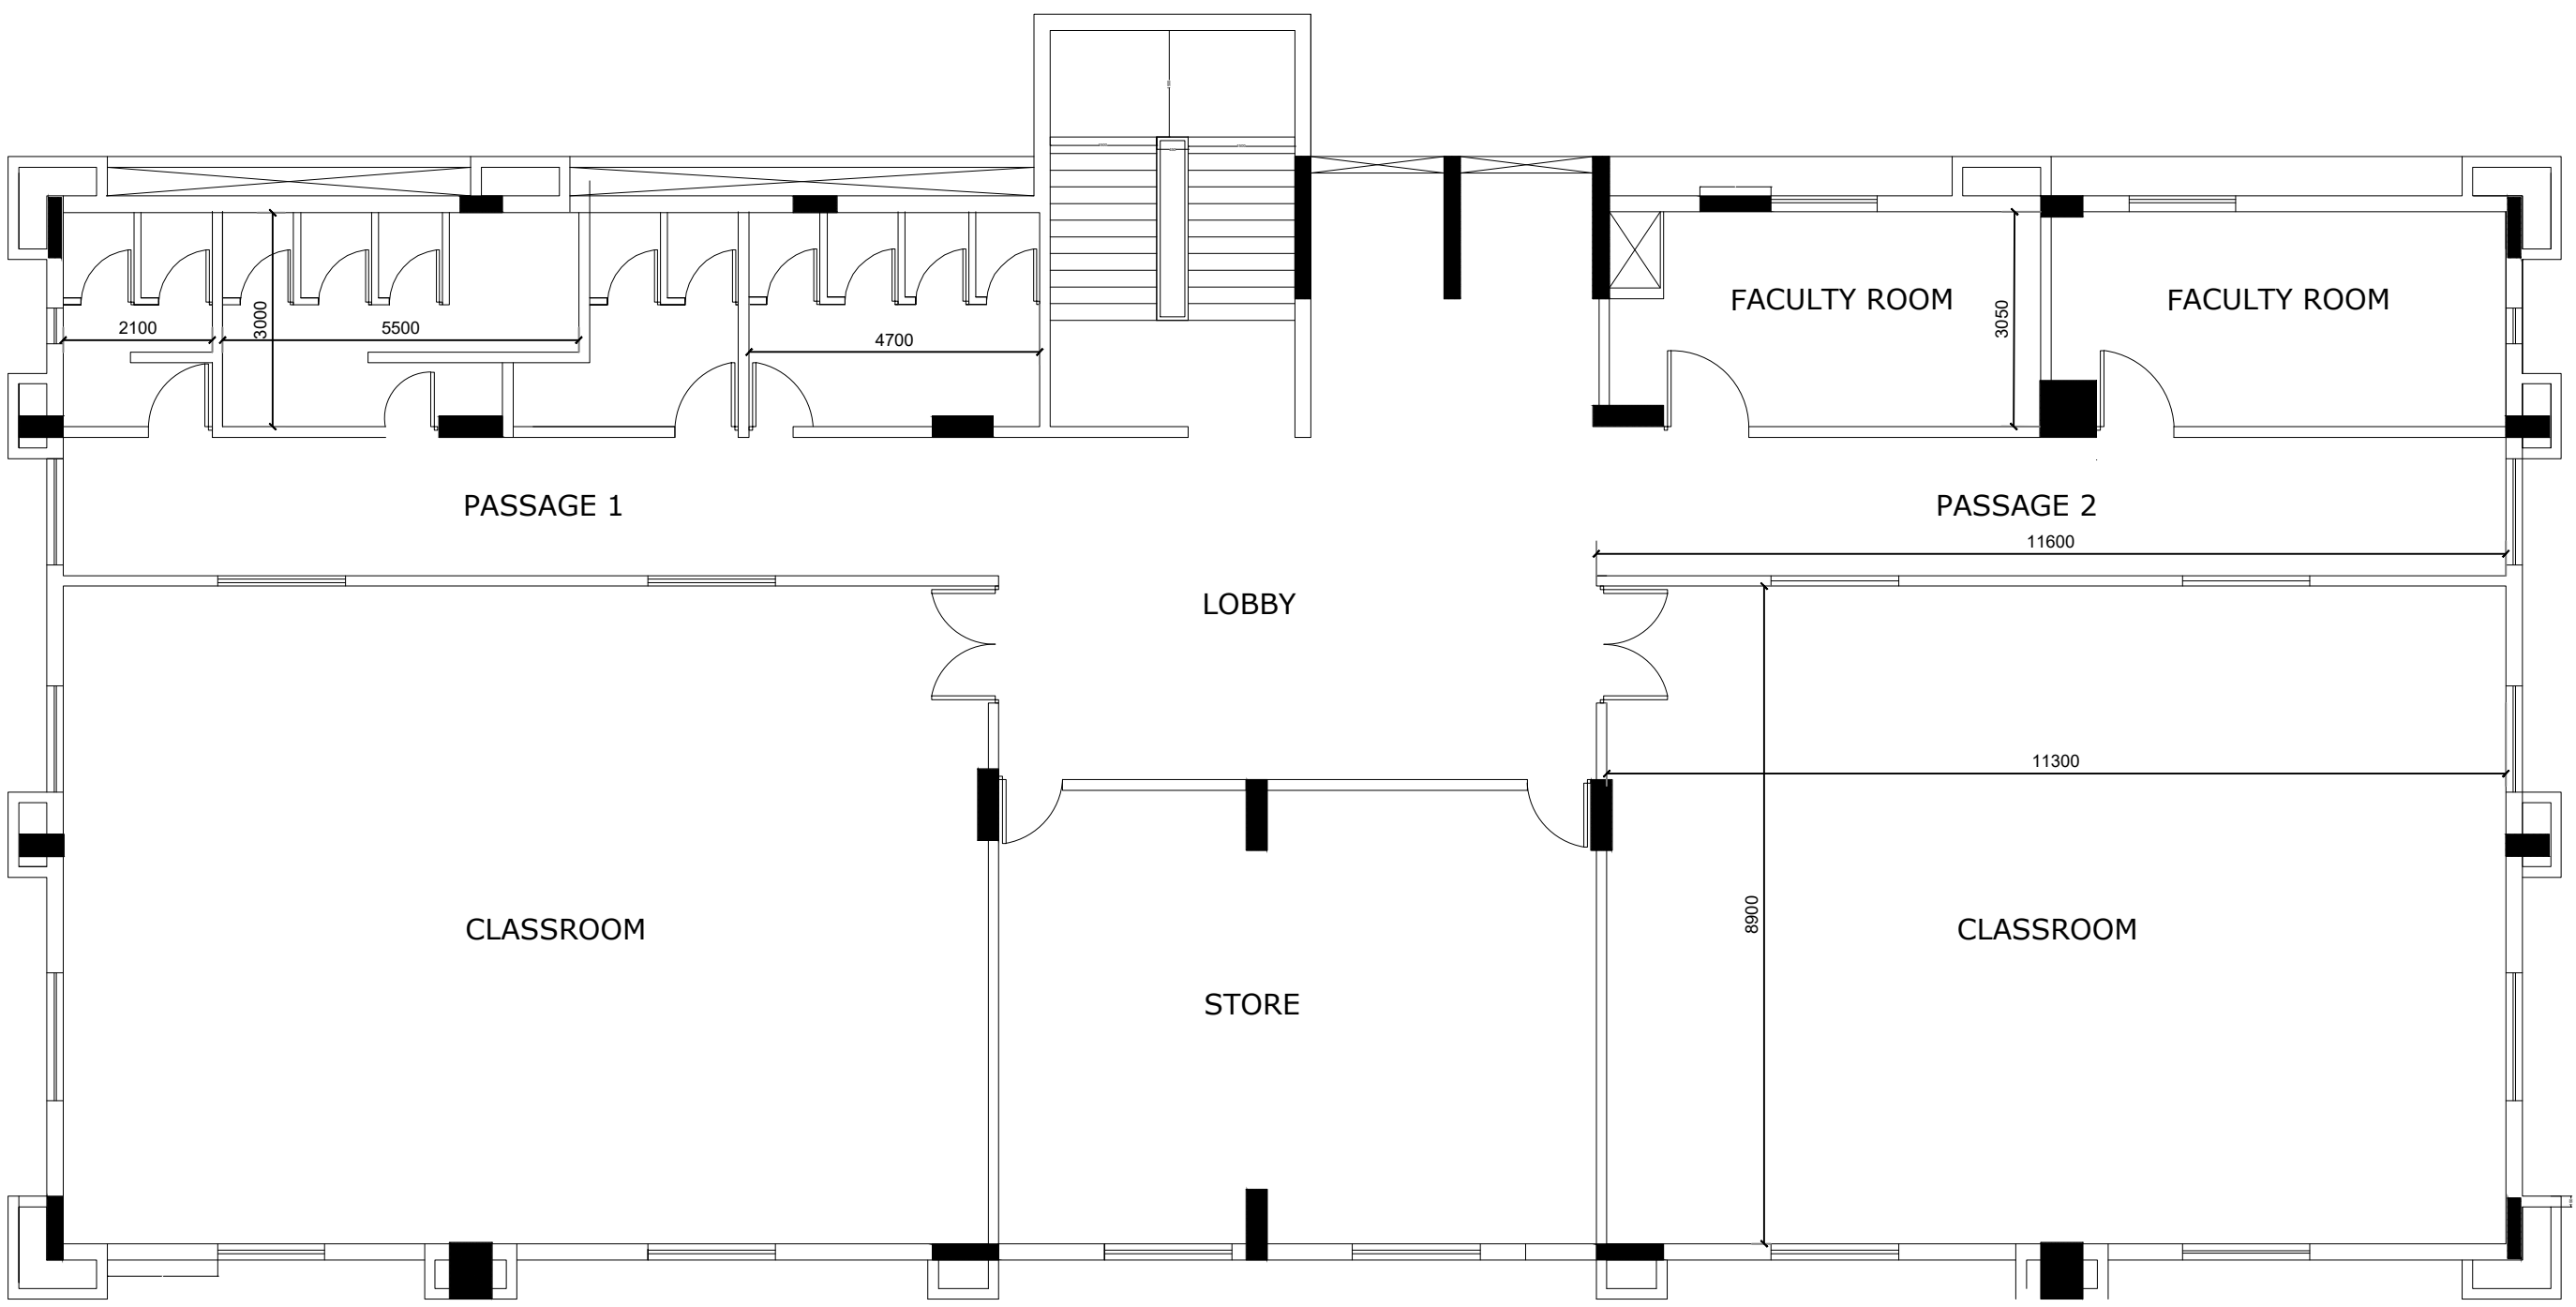 FACULTY ROOM
FACULTY ROOM
2100
3000
5500
4700
3050
PASSAGE 1
PASSAGE 2
11600
LOBBY
11300
8900
CLASSROOM
CLASSROOM
STORE